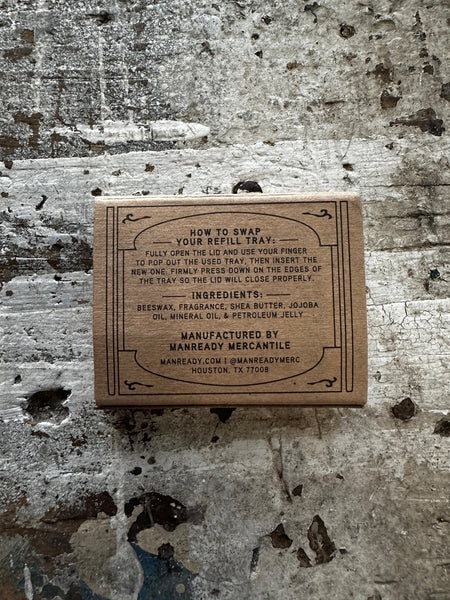 HOW TO SWAP
YOUR REFILL TRAY:
FULLY OPEN THE LID AND USE YOUR FINGER
TO POP OUT THE USED TRAY, THEN INSERT THE
NEW ONE. FIRMLY PRESS DOWN ON THE EDGES OF
THE TRAY SO THE LID WILL CLOSE PROPERLY.
INGREDIENTS:
BEESWAX, FRAGRANCE, SHEA BUTTER, JOJOBA
OIL, MINERAL OIL, & PETROLEUM JELLY
MANUFACTURED BY
MANREADY MERCANTILE
MANREADY.COM | @MANREADYMERC
HOUSTON, TX 77008